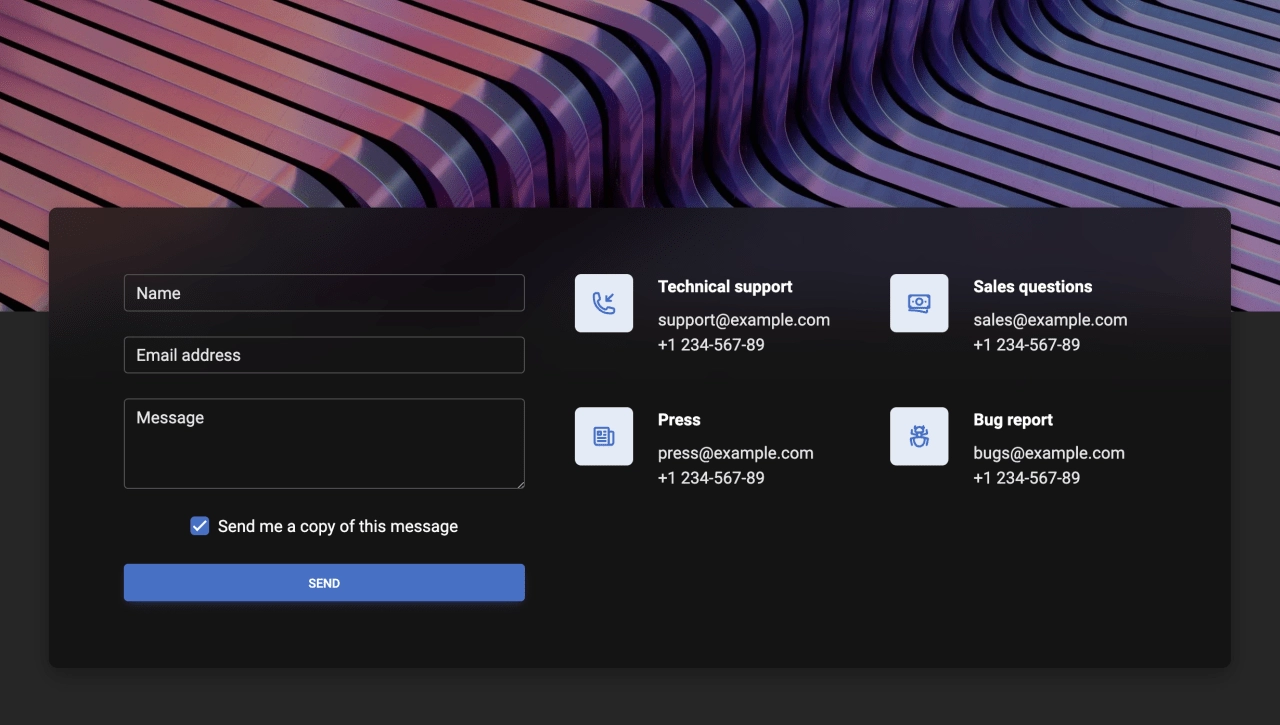 Name
Email address
Message
Send me a copy of this message
SEND
Technical support
support@example.com
+1 234-567-89
Sales questions
sales@example.com
+1 234-567-89
Press
press@example.com
+1 234-567-89
Bug report
bugs@example.com
+1 234-567-89